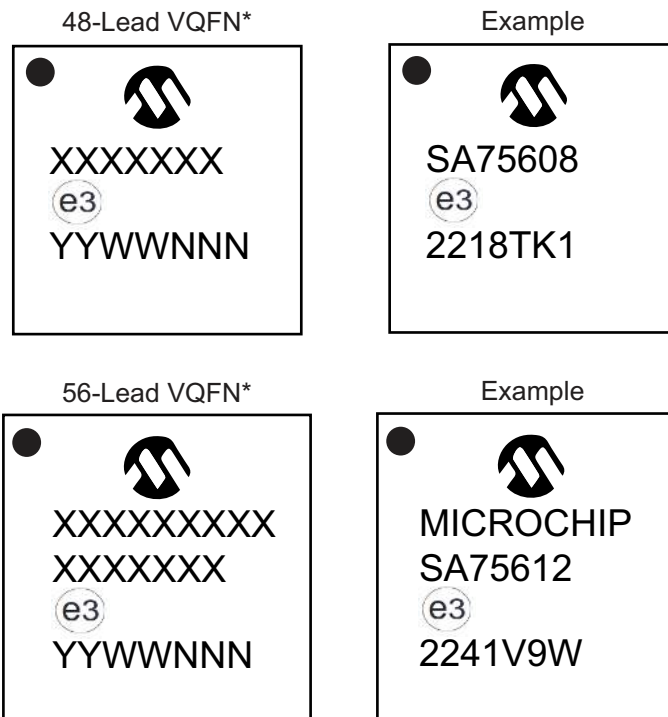 48-Lead VQFN*
Example
XXXXXXX
e3
YYWWNNN
SA75608
e3
2218TK1
56-Lead VQFN*
Example
XXXXXXXXX
XXXXXXX
e3
YYWWNNN
MICROCHIP
SA75612
e3
2241V9W